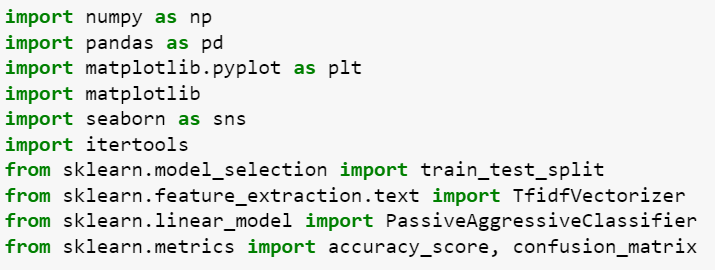 import numpy as np
import pandas as pd
import matplotlib.pyplot as plt
import matplotlib
import seaborn as sns
import itertools
from sklearn.model_selection import train_test_split
from sklearn.feature_extraction.text import TfidfVectorizer
from sklearn.linear_model import PassiveAggressiveClassifier
from sklearn.metrics import accuracy_score, confusion_matrix